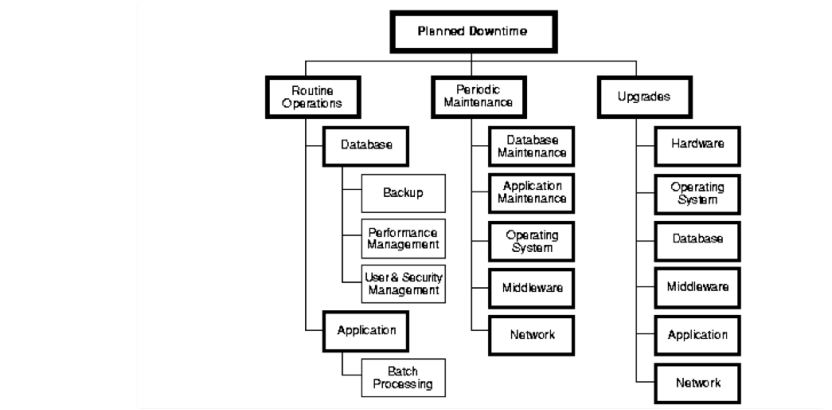 Planned Downtime
Routine
Operations
Periodic
Maintenance
Upgrades
Database
Backup
Performance
Management
User & Security
Management
Application
Batch
Processing
Database
Maintenance
Application
Maintenance
Operating
System
Middleware
Network
Hardware
Operating
System
Database
Middleware
Application
Network